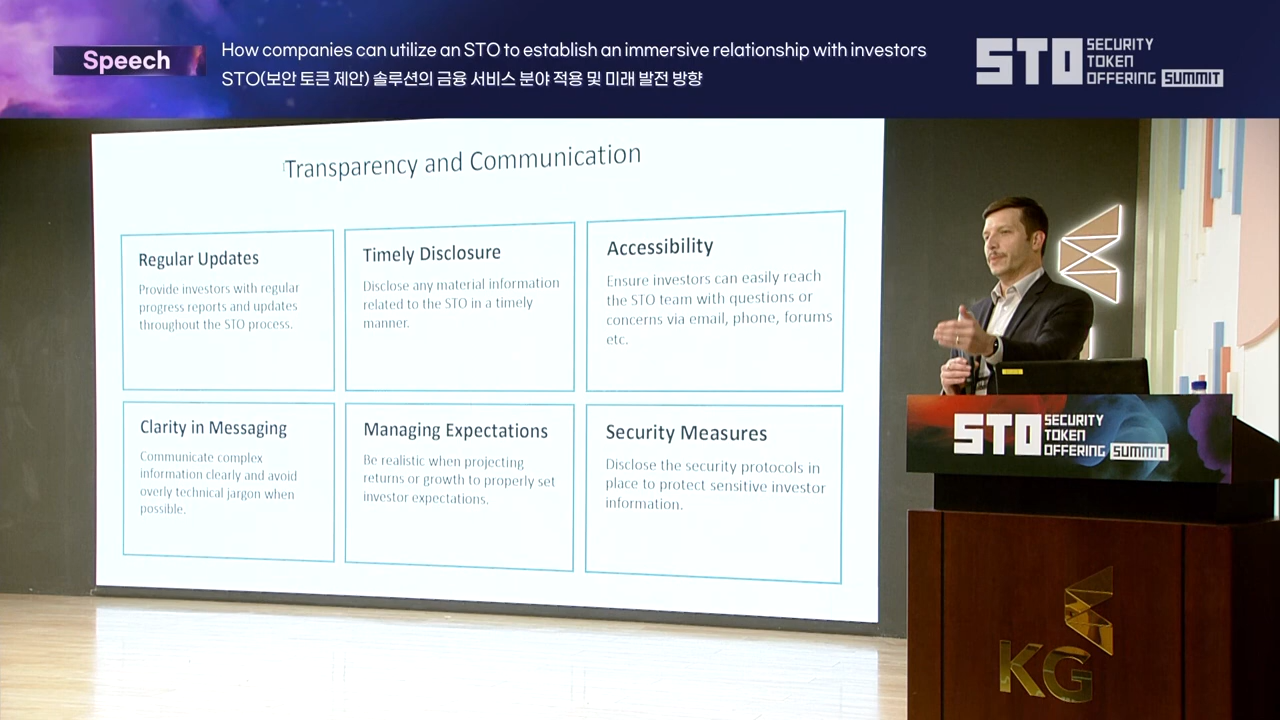 Speech
How companies can utilize an STO to establish an immersive relationship with investors
STO(보안 토큰 제안) 솔루션의 금융 서비스 분야 적용 및 미래 발전 방향
STO
SECURITY
TOKEN
OFFERING SUMMIT
Transparency and Communication
Regular Updates
Provide investors with regular
progress reports and updates
throughout the STO process.
Timely Disclosure
Disclose any material information
related to the STO in a timely
manner.
Accessibility
Ensure investors can easily reach
the STO team with questions or
concerns via email, phone, forums
etc.
Clarity in Messaging
Communicate complex
information clearly and avoid
overly technical jargon when
possible.
Managing Expectations
Be realistic when projecting
returns or growth to properly set
investor expectations.
Security Measures
Disclose the security protocols in
place to protect sensitive investor
information.
STO
SECURITY
TOKEN
OFFERING SUMMIT
KG